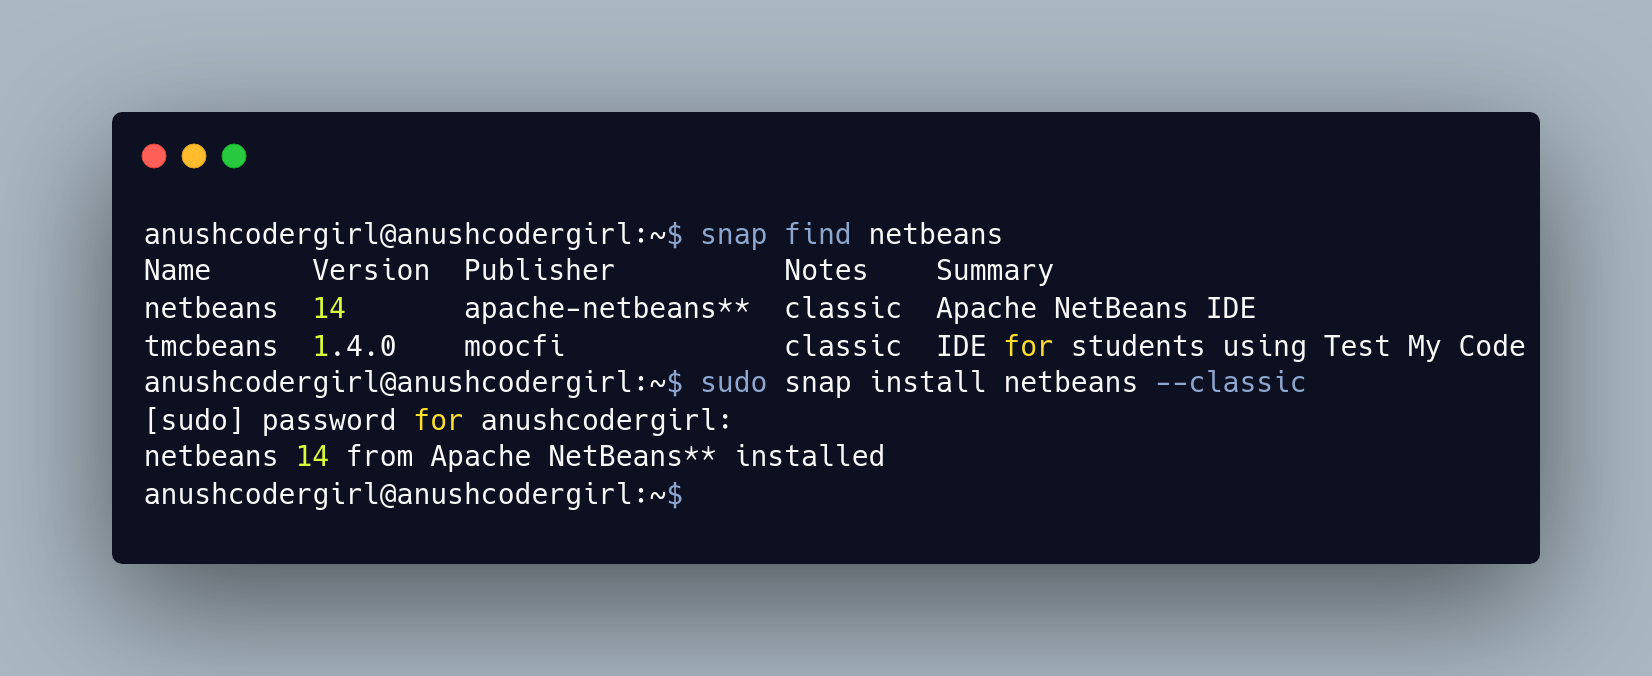 anushcodergirl@anushcodergirl:~$ snap find netbeans
Name      Version  Publisher          Notes    Summary
netbeans  14       apache-netbeans**  classic  Apache NetBeans IDE
tmcbeans  1.4.0    moocfi             classic  IDE for students using Test My Code
anushcodergirl@anushcodergirl:~$ sudo snap install netbeans --classic
[sudo] password for anushcodergirl:
netbeans 14 from Apache NetBeans** installed
anushcodergirl@anushcodergirl:~$